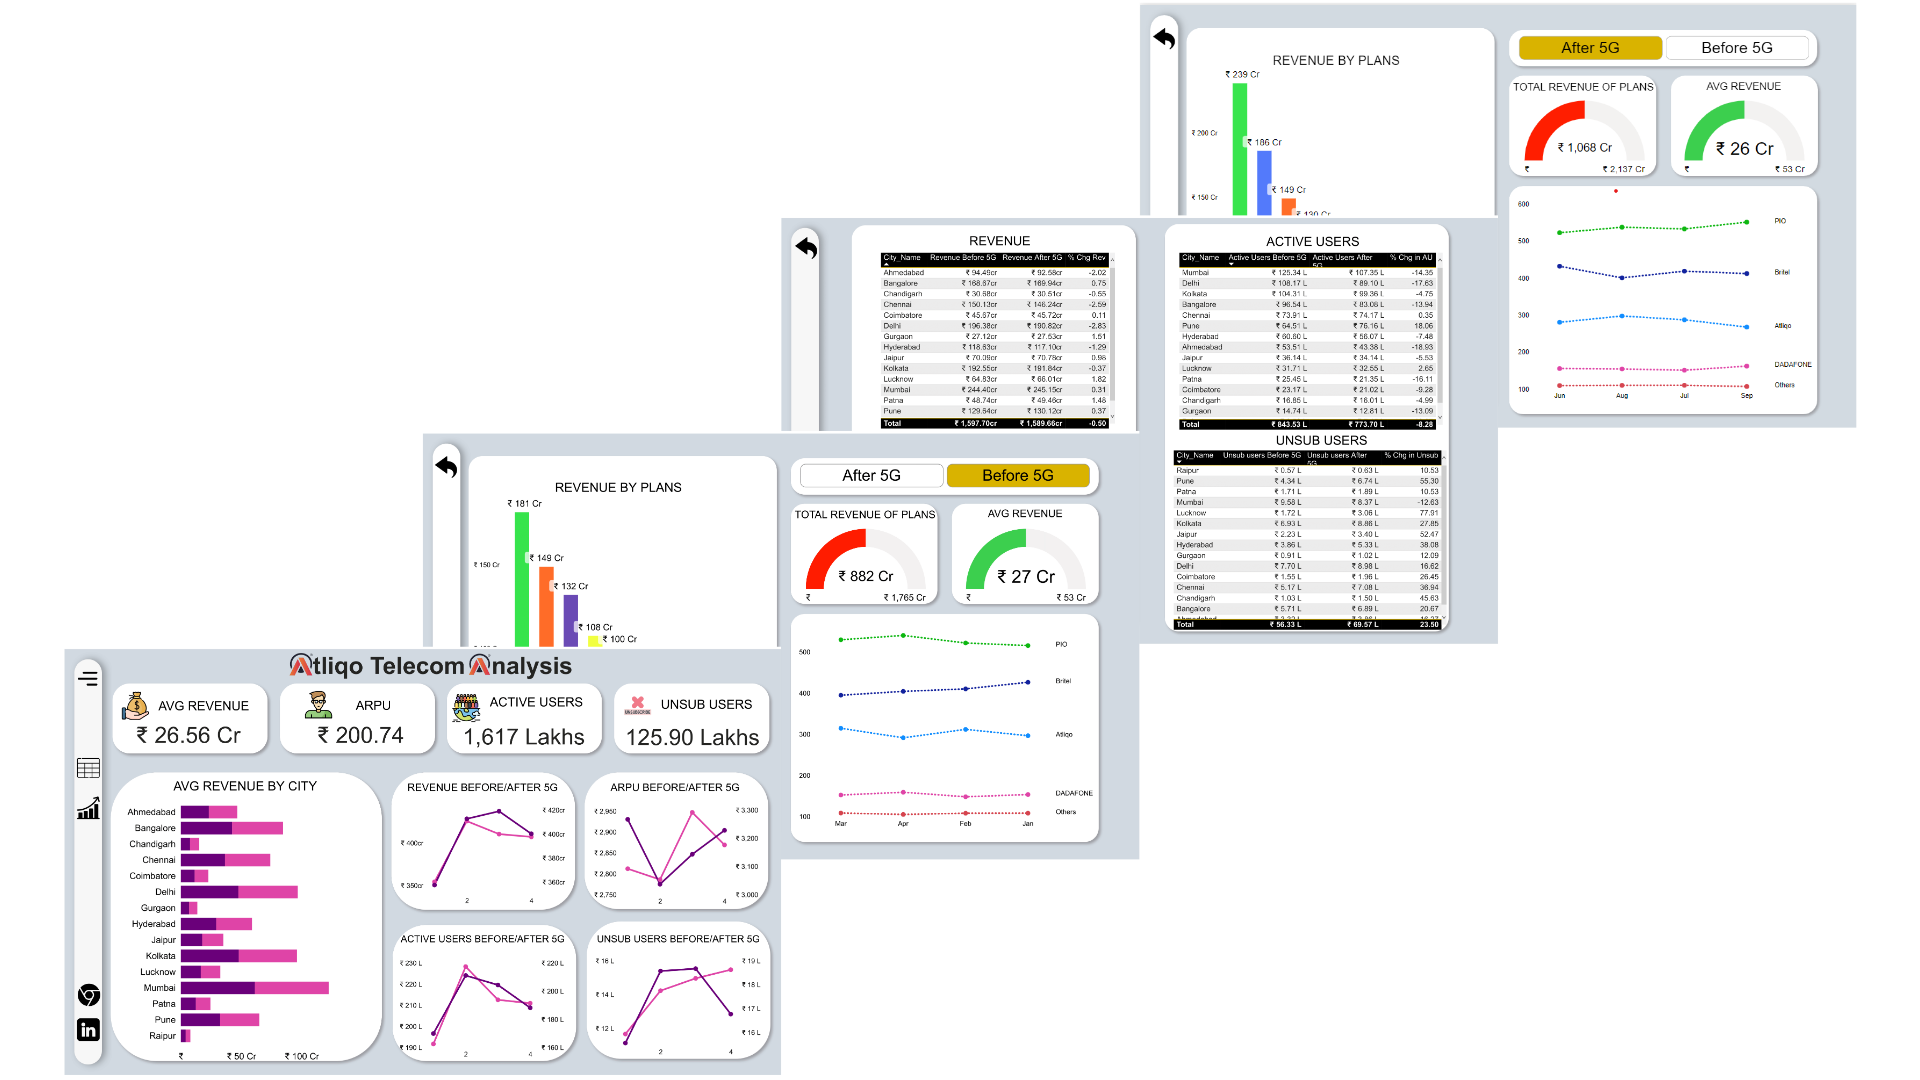 After 5G Before 5G
REVENUE BY PLANS
₹ 239 Cr
₹ 200 Cr
₹ 186 Cr
₹ 149 Cr
₹ 150 Cr
₹ 130 Cr
TOTAL REVENUE OF PLANS
₹ 1,068 Cr
₹ ₹ 2,137 Cr
AVG REVENUE
₹ 26 Cr
₹ ₹ 53 Cr
600
500
400
300
200
100
PIO
Britel
Atliqo
DADAFONE
Others
Jun Aug Jul Sep
REVENUE
City_Name Revenue Before 5G Revenue After 5G % Chg Rev
Ahmedabad ₹ 94.49cr ₹ 92.58cr -2.02
Bangalore ₹ 168.67cr ₹ 169.94cr 0.75
Chandigarh ₹ 30.68cr ₹ 30.51cr -0.55
Chennai ₹ 150.13cr ₹ 146.24cr -2.59
Coimbatore ₹ 45.67cr ₹ 45.72cr 0.11
Delhi ₹ 196.38cr ₹ 190.82cr -2.83
Gurgaon ₹ 27.12cr ₹ 27.53cr 1.51
Hyderabad ₹ 118.63cr ₹ 117.10cr -1.29
Jaipur ₹ 70.09cr ₹ 70.78cr 0.98
Kolkata ₹ 192.55cr ₹ 191.84cr -0.37
Lucknow ₹ 64.83cr ₹ 66.01cr 1.82
Mumbai ₹ 244.40cr ₹ 245.15cr 0.31
Patna ₹ 48.74cr ₹ 49.46cr 1.48
Pune ₹ 129.64cr ₹ 130.12cr 0.37
Total ₹ 1,597.70cr ₹ 1,589.66cr -0.50
ACTIVE USERS
City_Name Active Users Before 5G Active Users After 5G % Chg in AU
Mumbai ₹ 125.34 L ₹ 107.35 L -14.35
Delhi ₹ 108.17 L ₹ 89.10 L -17.63
Kolkata ₹ 104.31 L ₹ 99.36 L -4.75
Bangalore ₹ 96.54 L ₹ 83.08 L -13.94
Chennai ₹ 73.91 L ₹ 74.17 L 0.35
Pune ₹ 64.51 L ₹ 76.16 L 18.06
Hyderabad ₹ 60.60 L ₹ 56.07 L -7.48
Ahmedabad ₹ 53.51 L ₹ 43.38 L -18.93
Jaipur ₹ 36.14 L ₹ 34.14 L -5.53
Lucknow ₹ 31.71 L ₹ 32.55 L 2.65
Patna ₹ 25.45 L ₹ 21.35 L -16.11
Coimbatore ₹ 23.17 L ₹ 21.02 L -9.28
Chandigarh ₹ 16.85 L ₹ 16.01 L -4.99
Gurgaon ₹ 14.74 L ₹ 12.81 L -13.09
Total ₹ 843.53 L ₹ 773.70 L -8.28
UNSUB USERS
City_Name Unsub users Before 5G Unsub users After 5G % Chg in Unsub
Raipur ₹ 0.57 L ₹ 0.63 L 10.53
Pune ₹ 4.34 L ₹ 6.74 L 55.30
Patna ₹ 1.71 L ₹ 1.89 L 10.53
Mumbai ₹ 9.58 L ₹ 8.37 L -12.63
Lucknow ₹ 1.72 L ₹ 3.06 L 77.91
Kolkata ₹ 6.93 L ₹ 8.86 L 27.85
Jaipur ₹ 2.23 L ₹ 3.40 L 52.47
Hyderabad ₹ 3.86 L ₹ 5.33 L 38.08
Gurgaon ₹ 0.91 L ₹ 1.02 L 12.09
Delhi ₹ 7.70 L ₹ 8.98 L 16.62
Coimbatore ₹ 1.55 L ₹ 1.96 L 26.45
Chennai ₹ 5.17 L ₹ 7.08 L 36.94
Chandigarh ₹ 1.03 L ₹ 1.50 L 45.63
Bangalore ₹ 5.71 L ₹ 6.89 L 20.67
Total ₹ 56.33 L ₹ 69.57 L 23.50
After 5G Before 5G
REVENUE BY PLANS
₹ 181 Cr
₹ 149 Cr
₹ 150 Cr
₹ 132 Cr
₹ 108 Cr
₹ 100 Cr
TOTAL REVENUE OF PLANS
₹ 882 Cr
₹ ₹ 1,765 Cr
AVG REVENUE
₹ 27 Cr
₹ ₹ 53 Cr
500
400
300
200
100
PIO
Britel
Atliqo
DADAFONE
Others
Mar Apr Feb Jan
Atliqo Telecom Analysis
AVG REVENUE
₹ 26.56 Cr
ARPU
₹ 200.74
ACTIVE USERS
1,617 Lakhs
UNSUBSCRIBE
UNSUB USERS
125.90 Lakhs
AVG REVENUE BY CITY
Ahmedabad
Bangalore
Chandigarh
Chennai
Coimbatore
Delhi
Gurgaon
Hyderabad
Jaipur
Kolkata
Lucknow
Mumbai
Patna
Pune
Raipur
₹ ₹ 50 Cr ₹ 100 Cr
REVENUE BEFORE/AFTER 5G
₹ 400cr
₹ 350cr
₹ 420cr
₹ 400cr
₹ 380cr
₹ 360cr
2 4
ARPU BEFORE/AFTER 5G
₹ 2,950
₹ 2,900
₹ 2,850
₹ 2,800
₹ 2,750
₹ 3,300
₹ 3,200
₹ 3,100
₹ 3,000
2 4
ACTIVE USERS BEFORE/AFTER 5G
₹ 230 L
₹ 220 L
₹ 210 L
₹ 200 L
₹ 190 L
₹ 220 L
₹ 200 L
₹ 180 L
₹ 160 L
2 4
UNSUB USERS BEFORE/AFTER 5G
₹ 16 L
₹ 14 L
₹ 12 L
₹ 19 L
₹ 18 L
₹ 17 L
₹ 16 L
2 4
in